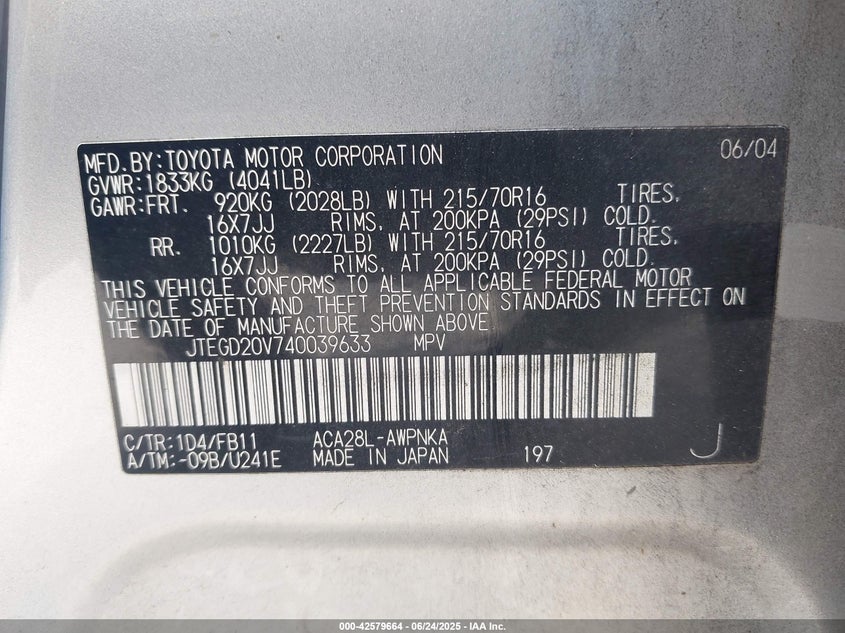 MFD.BY:TOYOTA MOTOR CORPORATION 06/04
GVWR:1833KG (4041LB)
GAWR:FRT. 920KG (2028LB) WITH 215/70R16 TIRES,
16X7JJ RIMS, AT 200KPA (29PSI) COLD.
RR. 1010KG (2227LB) WITH 215/70R16 TIRES,
16X7JJ RIMS, AT 200KPA (29PSI) COLD.
THIS VEHICLE CONFORMS TO ALL APPLICABLE FEDERAL MOTOR
VEHICLE SAFETY AND THEFT PREVENTION STANDARDS IN EFFECT ON
THE DATE OF MANUFACTURE SHOWN ABOVE.
JTEGD20V740039633 MPV
C/TR:1D4/FB11 ACA28L-AWPNKA
A/TM:-09B/U241E MADE IN JAPAN 197 J
000-42579664 - 06/24/2025 - IAA Inc.